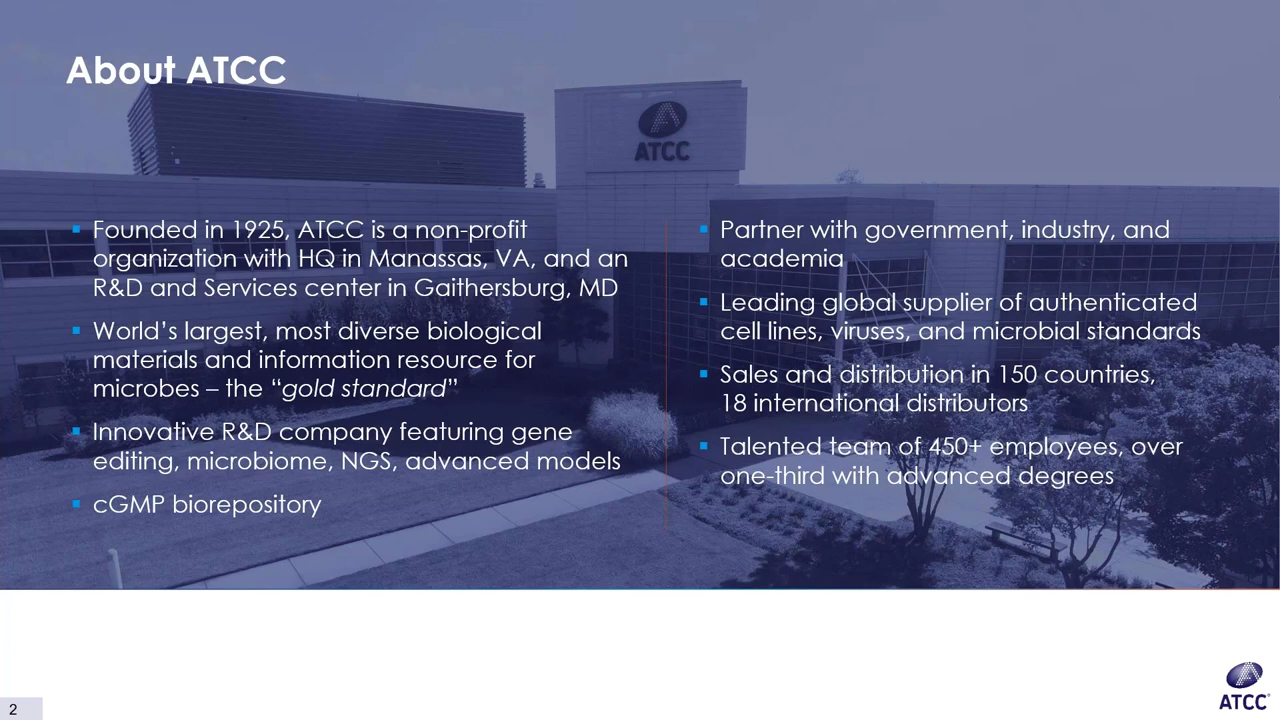 About ATCC
ATCC
▪ Founded in 1925, ATCC is a non-profit
organization with HQ in Manassas, VA, and an
R&D and Services center in Gaithersburg, MD
▪ World’s largest, most diverse biological
materials and information resource for
microbes – the “gold standard”
▪ Innovative R&D company featuring gene
editing, microbiome, NGS, advanced models
▪ cGMP biorepository
▪ Partner with government, industry, and
academia
▪ Leading global supplier of authenticated
cell lines, viruses, and microbial standards
▪ Sales and distribution in 150 countries,
18 international distributors
▪ Talented team of 450+ employees, over
one-third with advanced degrees
2
ATCC®